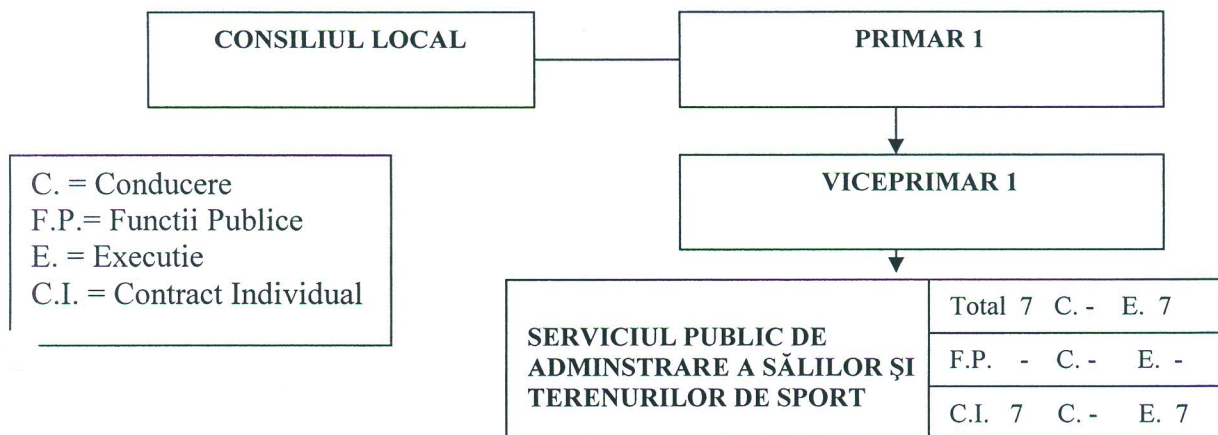 CONSILIUL LOCAL
PRIMAR 1
VICEPRIMAR 1
C. = Conducere
F.P.= Functii Publice
E. = Executie
C.I. = Contract Individual
SERVICIUL PUBLIC DE
ADMINSTRARE A SĂLILOR ŞI
TERENURILOR DE SPORT
Total 7 C. - E. 7
F.P. - C. - E. -
C.I. 7 C. - E. 7